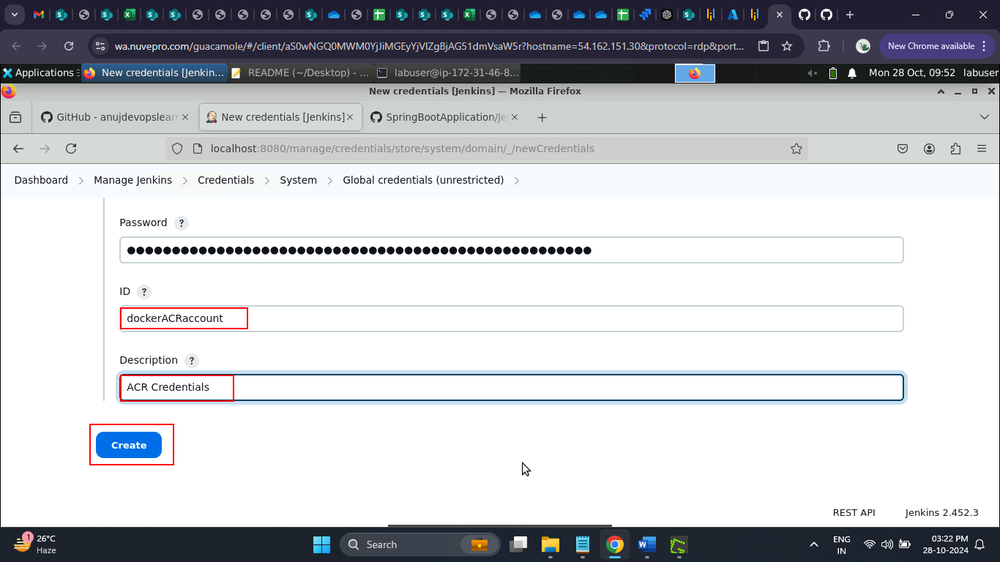 wa.nuvepro.com/guacamole/#/client/aS0wNGQ0MWM0YjJiMGEyYjVlZgBjAG51dmVsaW5r?hostname=54.162.151.30&protocol=rdp&port...
New Chrome available
Applications
New credentials [Jenkin...
README (~/Desktop) - ...
labuser@ip-172-31-46-8...
Mon 28 Oct, 09:52
labuser
New credentials [Jenkins] — Mozilla Firefox
GitHub - anujdevopslearn
New credentials [Jenkins]
SpringBootApplication/Je
localhost:8080/manage/credentials/store/system/domain/_/newCredentials
Dashboard
Manage Jenkins
Credentials
System
Global credentials (unrestricted)
Password ?
ID ?
dockerACRaccount
Description ?
ACR Credentials
Create
REST API
Jenkins 2.452.3
1
26°C
Haze
Search
ENG
IN
03:22 PM
28-10-2024